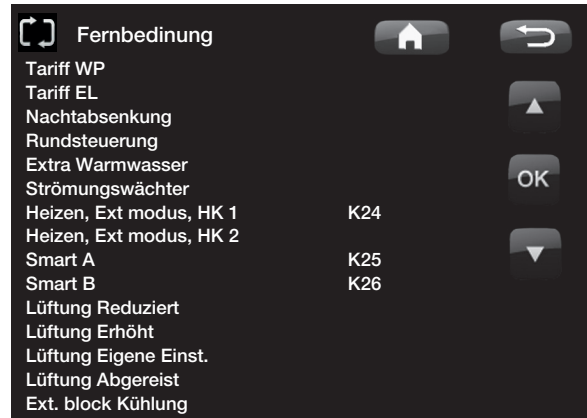 Fernbedinung
Tariff WP
Tariff EL
Nachtabsenkung
Rundsteuerung
Extra Warmwasser
Strömungswächter
OK
Heizen, Ext modus, HK 1 K24
Heizen, Ext modus, HK 2
Smart A K25
Smart B K26
Lüftung Reduziert
Lüftung Erhöht
Lüftung Eigene Einst.
Lüftung Abgereist
Ext. block Kühlung